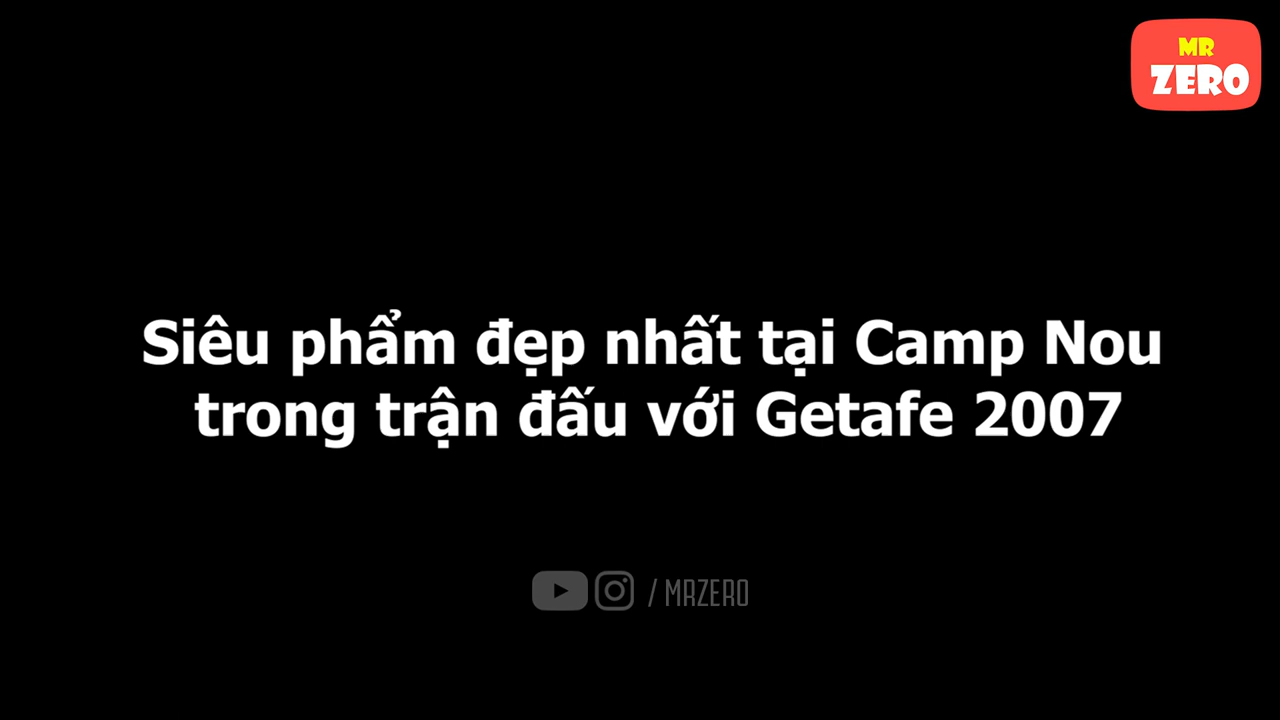 MR
ZERO
Siêu phẩm đẹp nhất tại Camp Nou
trong trận đấu với Getafe 2007
/ MRZERO